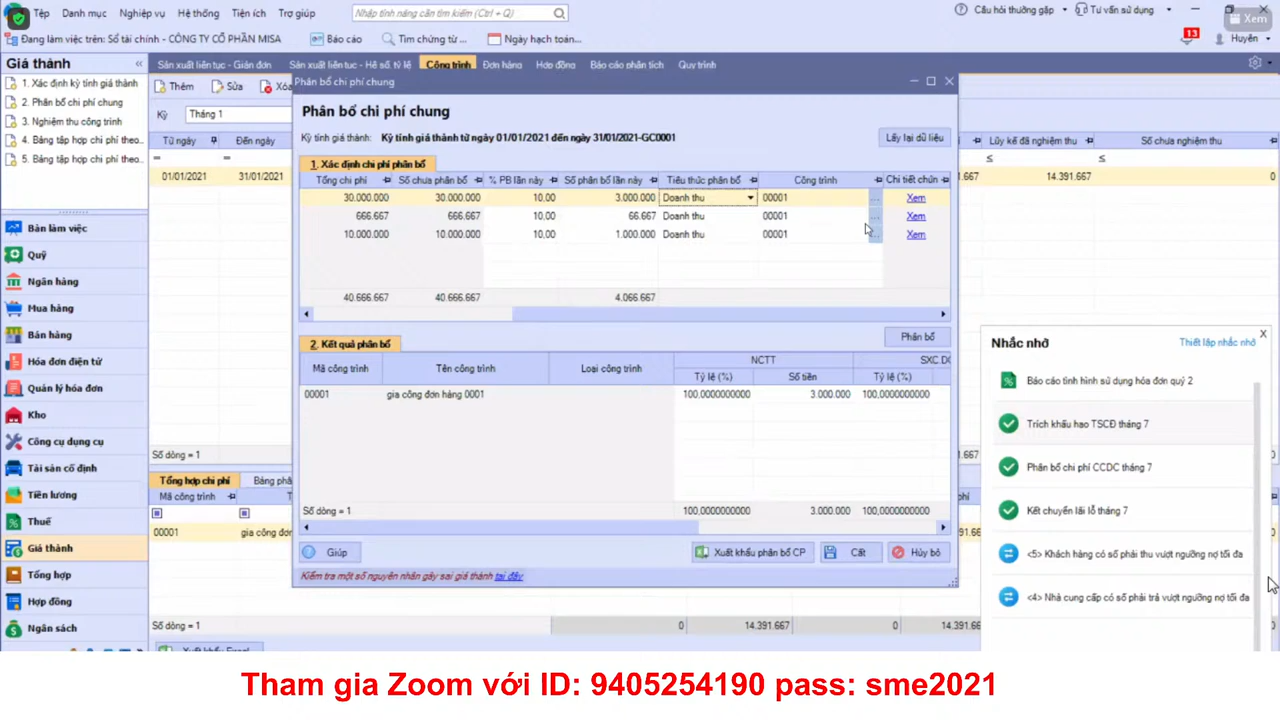 Tệp Danh mục Nghiệp vụ Hệ thống Tiện ích Trợ giúp
Nhập tính năng cần tìm kiếm (Ctrl + Q)
Câu hỏi thường gặp Tư vấn sử dụng
Xem
Đang làm việc trên: Sổ tài chính - CÔNG TY CỔ PHẦN MISA
Báo cáo Tìm chứng từ ... Ngày hạch toán...
13 Huyền
Giá thành «
Sản xuất liên tục - Giản đơn Sản xuất liên tục - Hệ số, tỷ lệ Công trình Đơn hàng Hợp đồng Báo cáo phân tích Quy trình
1. Xác định kỳ tính giá thành
2. Phân bổ chi phí chung
3. Nghiệm thu công trình
4. Bảng tập hợp chi phí theo...
5. Bảng tập hợp chi phí theo...
Thêm Sửa Xóa
Kỳ Tháng 1
Từ ngày Đến ngày
= =
01/01/2021 31/01/2021
Lũy kế đã nghiệm thu Số chưa nghiệm thu
≤ ≤
.667 14.391.667 0
Phân bổ chi phí chung
Phân bổ chi phí chung
Kỳ tính giá thành: Kỳ tính giá thành từ ngày 01/01/2021 đến ngày 31/01/2021-GC0001
Lấy lại dữ liệu
1. Xác định chi phí phân bổ
Tổng chi phí Số chưa phân bổ % PB lần này Số phân bổ lần này Tiêu thức phân bổ Công trình Chi tiết chứn
30.000.000 30.000.000 10,00 3.000.000 Doanh thu 00001 ... Xem
666.667 666.667 10,00 66.667 Doanh thu 00001 ... Xem
10.000.000 10.000.000 10,00 1.000.000 Doanh thu 00001 ... Xem
40.666.667 40.666.667 4.066.667
Phân bổ
2. Kết quả phân bổ
Mã công trình Tên công trình Loại công trình NCTT SXC.DC
Tỷ lệ (%) Số tiền Tỷ lệ (%)
00001 gia công đơn hàng 0001 100,0000000000 3.000.000 100,0000000000
Số dòng = 1 100,0000000000 3.000.000 100,0000000000
Giúp Xuất khẩu phân bổ CP Cất Hủy bỏ
Kiểm tra một số nguyên nhân gây sai giá thành tại đây
Bàn làm việc
Quỹ
Ngân hàng
Mua hàng
Bán hàng
Hóa đơn điện tử
Quản lý hóa đơn
Kho
Công cụ dụng cụ
Tài sản cố định
Tiền lương
Thuế
Giá thành
Tổng hợp
Hợp đồng
Ngân sách
Số dòng = 1
Tổng hợp chi phí Bảng phân
Mã công trình T
00001 gia công đơn
Số dòng = 1 0 14.391.667 0 14.391.66
Xuất khẩu Excel
Nhắc nhở Thiết lập nhắc nhở X
Báo cáo tình hình sử dụng hóa đơn quý 2
Trích khấu hao TSCĐ tháng 7
Phân bổ chi phí CCDC tháng 7
Kết chuyển lãi lỗ tháng 7
<5> Khách hàng có số phải thu vượt ngưỡng nợ tối đa
<4> Nhà cung cấp có số phải trả vượt ngưỡng nợ tối đa
Tham gia Zoom với ID: 9405254190 pass: sme2021